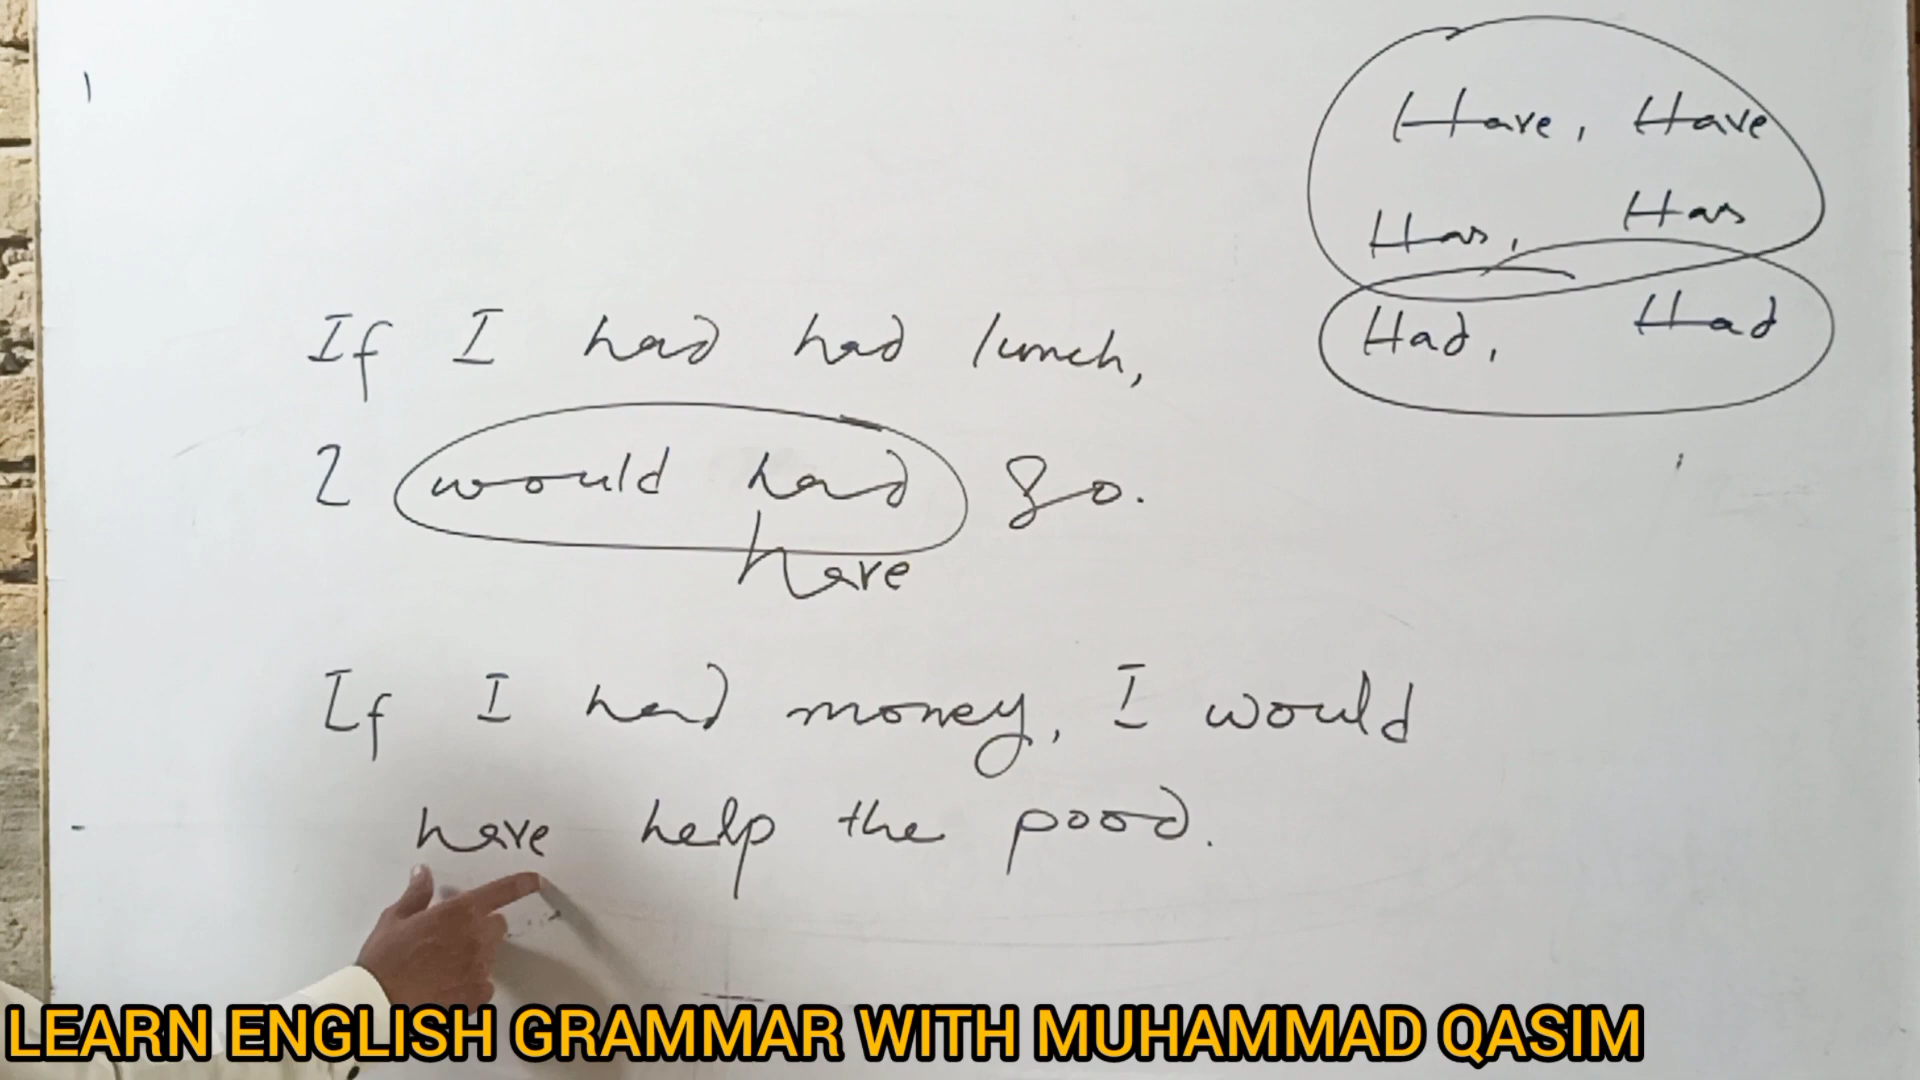 Have, Have
Has, Has
Had, Had
If I had had lunch,
I would had go.
have
If I had money, I would
have help the poor.
LEARN ENGLISH GRAMMAR WITH MUHAMMAD QASIM